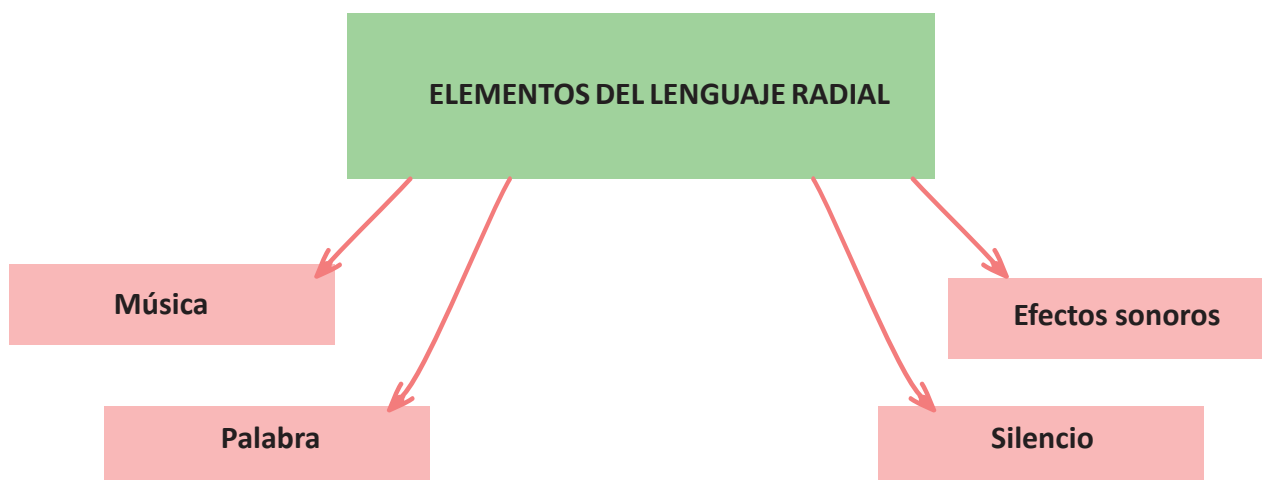 ELEMENTOS DEL LENGUAJE RADIAL
Música
Efectos sonoros
Palabra
Silencio